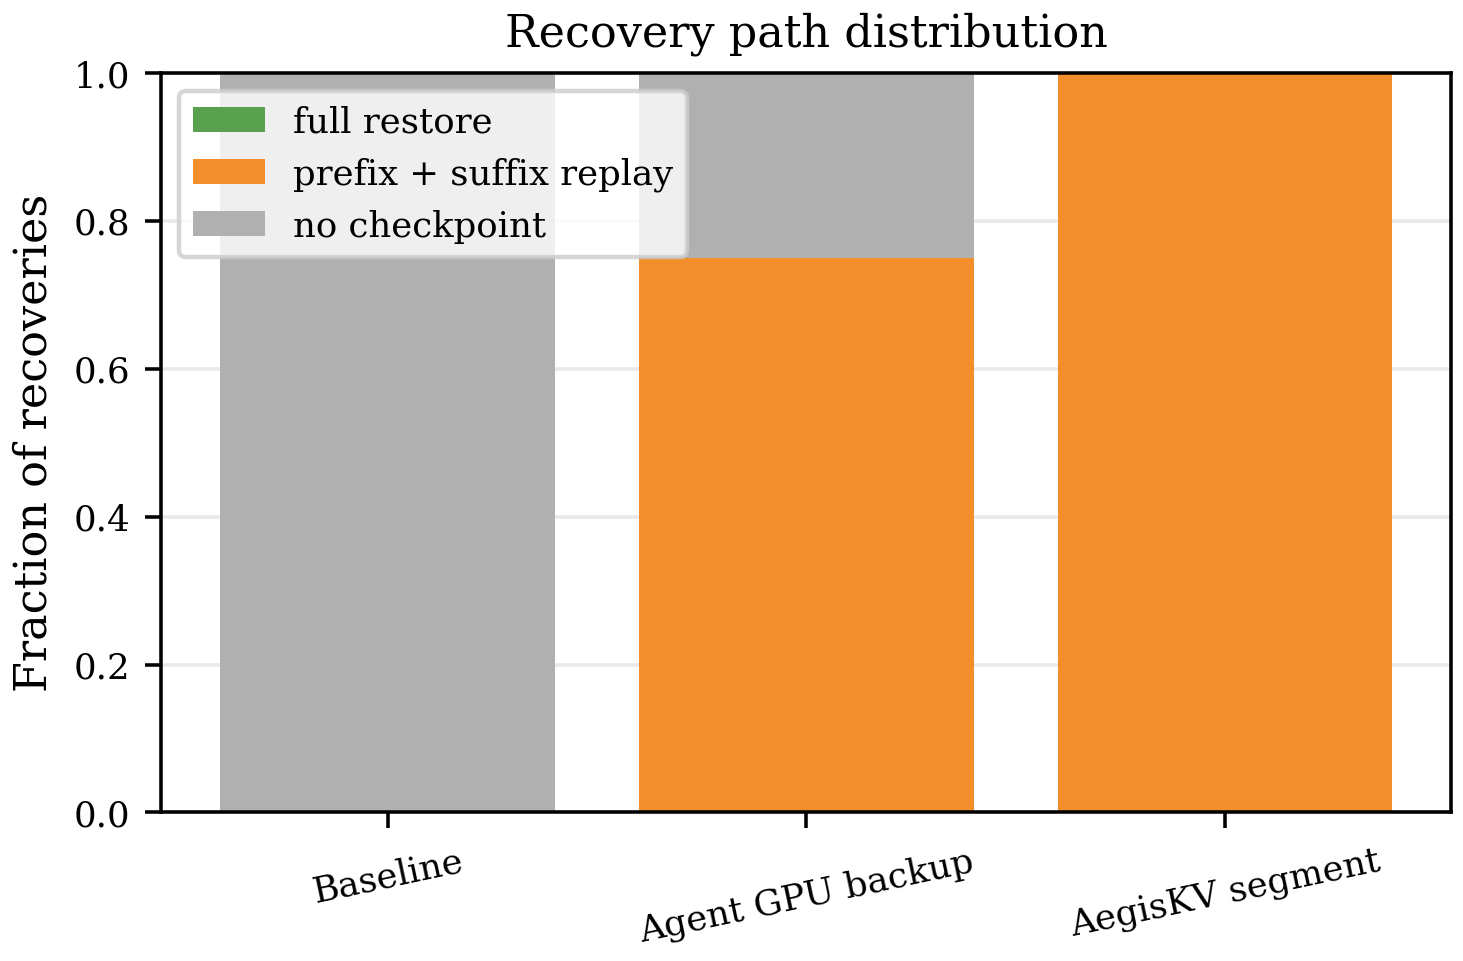 Recovery path distribution
Fraction of recoveries
1.0
0.8
0.6
0.4
0.2
0.0
full restore
prefix + suffix replay
no checkpoint
Baseline
Agent GPU backup
AegisKV segment